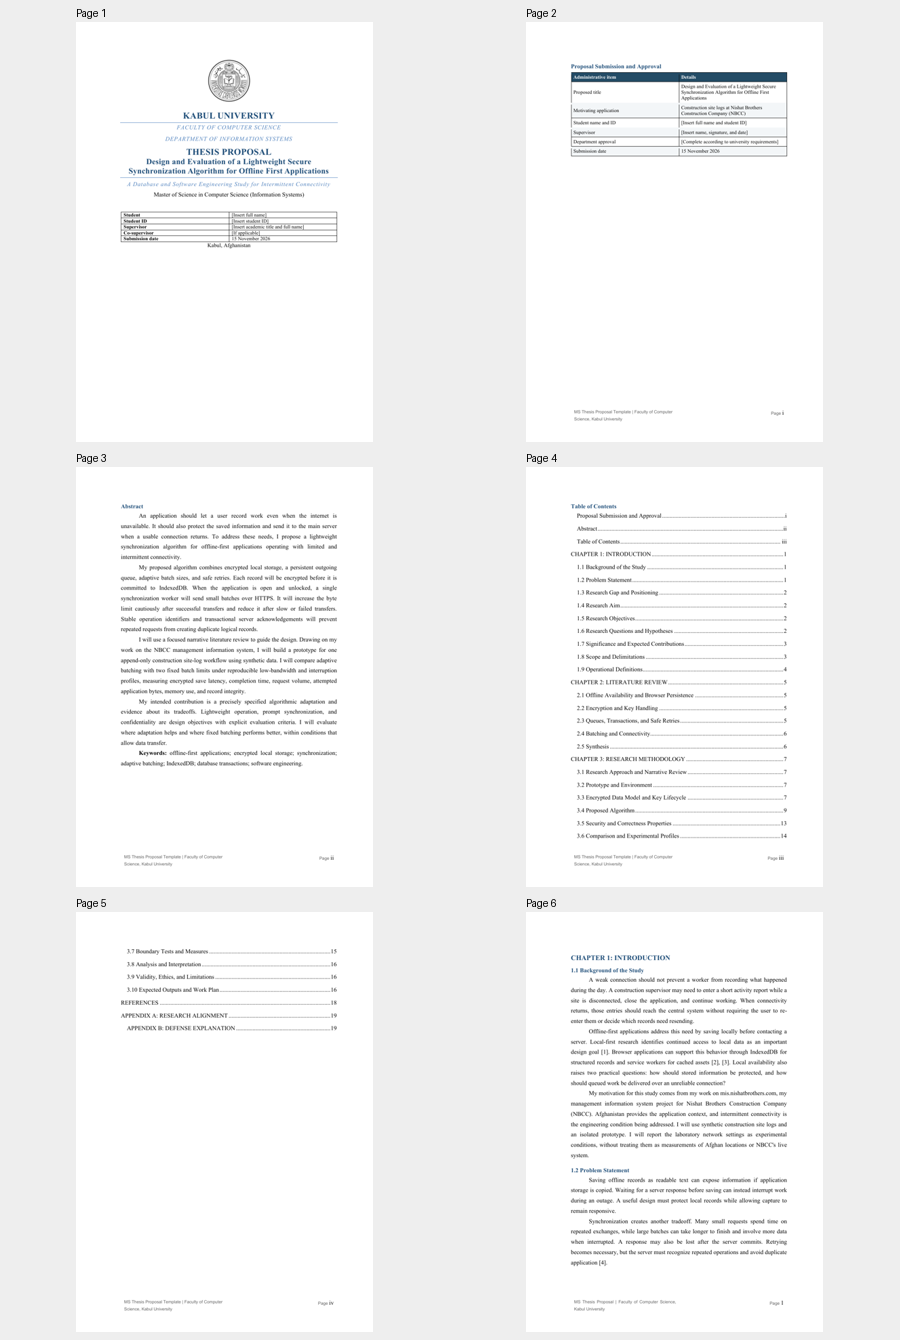 Page 1
KABUL UNIVERSITY
FACULTY OF COMPUTER SCIENCE
DEPARTMENT OF INFORMATION SYSTEMS
THESIS PROPOSAL
Design and Evaluation of a Lightweight Secure
Synchronization Algorithm for Offline First Applications
A Database and Software Engineering Study for Intermittent Connectivity
Master of Science in Computer Science (Information Systems)
Student [Insert full name]
Student ID [Insert student ID]
Supervisor [Insert academic title and full name]
Co-supervisor [If applicable]
Submission date 15 November 2026
Kabul, Afghanistan
Page 2
Proposal Submission and Approval
Administrative item Details
Proposed title Design and Evaluation of a Lightweight Secure
Synchronization Algorithm for Offline First
Applications
Motivating application Construction site logs at Nishat Brothers
Construction Company (NBCC)
Student name and ID [Insert full name and student ID]
Supervisor [Insert name, signature, and date]
Department approval [Complete according to university requirements]
Submission date 15 November 2026
MS Thesis Proposal Template | Faculty of Computer
Science, Kabul University
Page i
Page 3
Abstract
An application should let a user record work even when the internet is
unavailable. It should also protect the saved information and send it to the main server
when a usable connection returns. To address these needs, I propose a lightweight
synchronization algorithm for offline-first applications operating with limited and
intermittent connectivity.
My proposed algorithm combines encrypted local storage, a persistent outgoing
queue, adaptive batch sizes, and safe retries. Each record will be encrypted before it is
committed to IndexedDB. When the application is open and unlocked, a single
synchronization worker will send small batches over HTTPS. It will increase the byte
limit cautiously after successful transfers and reduce it after slow or failed transfers.
Stable operation identifiers and transactional server acknowledgements will prevent
repeated requests from creating duplicate logical records.
I will use a focused narrative literature review to guide the design. Drawing on my
work on the NBCC management information system, I will build a prototype for one
append-only construction site-log workflow using synthetic data. I will compare adaptive
batching with two fixed batch limits under reproducible low-bandwidth and interruption
profiles, measuring encrypted save latency, completion time, request volume, attempted
application bytes, memory use, and record integrity.
My intended contribution is a precisely specified algorithmic adaptation and
evidence about its tradeoffs. Lightweight operation, prompt synchronization, and
confidentiality are design objectives with explicit evaluation criteria. I will evaluate
where adaptation helps and where fixed batching performs better, within conditions that
allow data transfer.
Keywords: offline-first applications; encrypted local storage; synchronization;
adaptive batching; IndexedDB; database transactions; software engineering.
MS Thesis Proposal Template | Faculty of Computer
Science, Kabul University
Page ii
Page 4
Table of Contents
Proposal Submission and Approval i
Abstract ii
Table of Contents iii
CHAPTER 1: INTRODUCTION 1
1.1 Background of the Study 1
1.2 Problem Statement 1
1.3 Research Gap and Positioning 2
1.4 Research Aim 2
1.5 Research Objectives 2
1.6 Research Questions and Hypotheses 2
1.7 Significance and Expected Contributions 3
1.8 Scope and Delimitations 3
1.9 Operational Definitions 4
CHAPTER 2: LITERATURE REVIEW 5
2.1 Offline Availability and Browser Persistence 5
2.2 Encryption and Key Handling 5
2.3 Queues, Transactions, and Safe Retries 5
2.4 Batching and Connectivity 6
2.5 Synthesis 6
CHAPTER 3: RESEARCH METHODOLOGY 7
3.1 Research Approach and Narrative Review 7
3.2 Prototype and Environment 7
3.3 Encrypted Data Model and Key Lifecycle 7
3.4 Proposed Algorithm 9
3.5 Security and Correctness Properties 13
3.6 Comparison and Experimental Profiles 14
MS Thesis Proposal Template | Faculty of Computer
Science, Kabul University
Page iii
Page 5
3.7 Boundary Tests and Measures 15
3.8 Analysis and Interpretation 16
3.9 Validity, Ethics, and Limitations 16
3.10 Expected Outputs and Work Plan 16
REFERENCES 18
APPENDIX A: RESEARCH ALIGNMENT 19
APPENDIX B: DEFENSE EXPLANATION 19
MS Thesis Proposal Template | Faculty of Computer
Science, Kabul University
Page iv
Page 6
CHAPTER 1: INTRODUCTION
1.1 Background of the Study
A weak connection should not prevent a worker from recording what happened
during the day. A construction supervisor may need to enter a short activity report while a
site is disconnected, close the application, and continue working. When connectivity
returns, those entries should reach the central system without requiring the user to re-
enter them or decide which records need resending.
Offline-first applications address this need by saving locally before contacting a
server. Local-first research identifies continued access to local data as an important
design goal [1]. Browser applications can support this behavior through IndexedDB for
structured records and service workers for cached assets [2], [3]. Local availability also
raises two practical questions: how should stored information be protected, and how
should queued work be delivered over an unreliable connection?
My motivation for this study comes from my work on mis.nishatbrothers.com, my
management information system project for Nishat Brothers Construction Company
(NBCC). Afghanistan provides the application context, and intermittent connectivity is
the engineering condition being addressed. I will use synthetic construction site logs and
an isolated prototype. I will report the laboratory network settings as experimental
conditions, without treating them as measurements of Afghan locations or NBCC's live
system.
1.2 Problem Statement
Saving offline records as readable text can expose information if application
storage is copied. Waiting for a server response before saving can instead interrupt work
during an outage. A useful design must protect local records while allowing capture to
remain responsive.
Synchronization creates another tradeoff. Many small requests spend time on
repeated exchanges, while large batches can take longer to finish and involve more data
when interrupted. A response may also be lost after the server commits. Retrying
becomes necessary, but the server must recognize repeated operations and avoid duplicate
application [4].
MS Thesis Proposal Template | Faculty of Computer Science,
Kabul University
Page 1